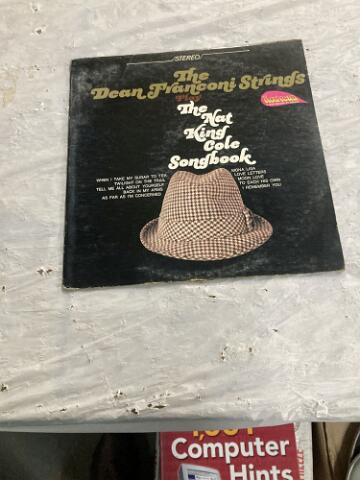 STEREO
The
Dean Franconi Strings
Play
The
Nat
King
Cole
Songbook
WHEN I TAKE MY SUGAR TO TEA
TWILIGHT ON THE TRAIL
TELL ME ALL ABOUT YOURSELF
BACK IN MY ARMS
AS FAR AS I'M CONCERNED
MONA LISA
LOVE LETTERS
MOON LOVE
TO EACH HIS OWN
I REMEMBER YOU
1,001
Computer
Hints